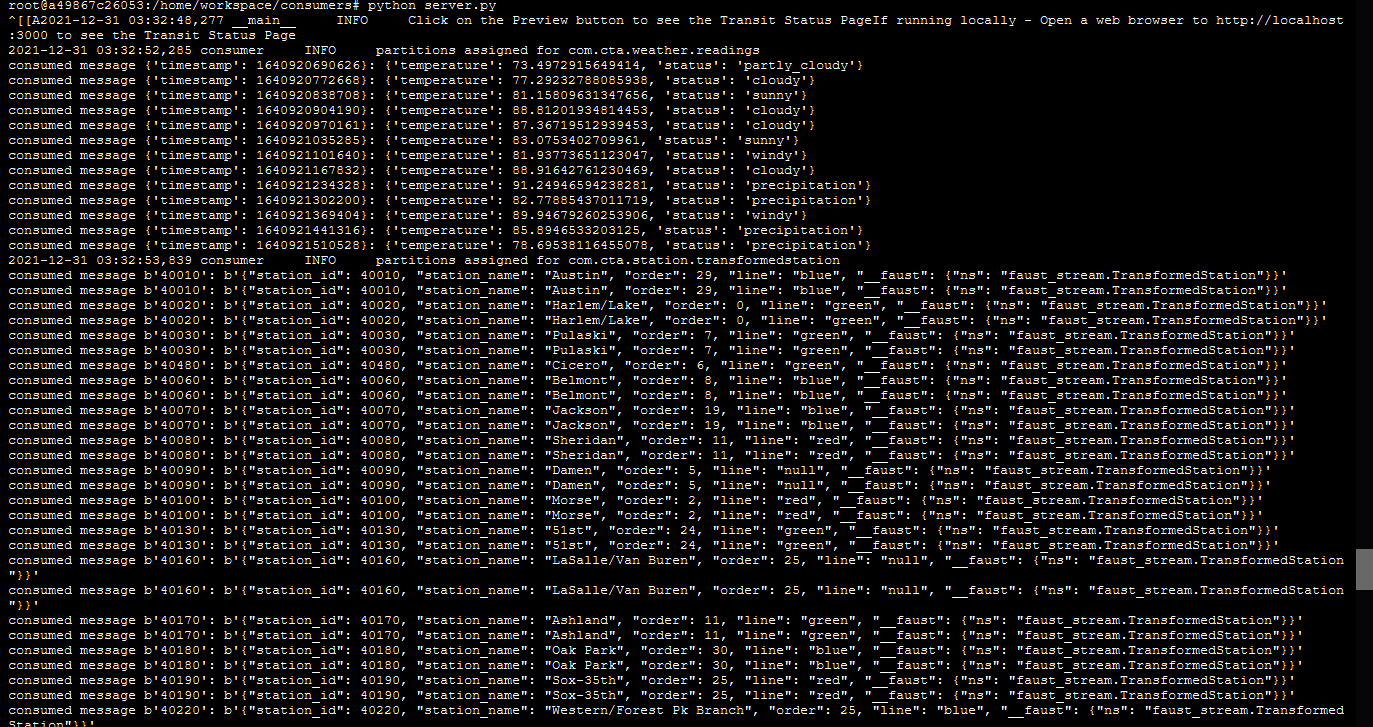 root@a49867c26053:/home/workspace/consumers# python server.py
^[[A2021-12-31 03:32:48,277 __main__     INFO     Click on the Preview button to see the Transit Status PageIf running locally - Open a web browser to http://localhost
:3000 to see the Transit Status Page
2021-12-31 03:32:52,285 consumer     INFO     partitions assigned for com.cta.weather.readings
consumed message {'timestamp': 1640920690626}: {'temperature': 73.4972915649414, 'status': 'partly_cloudy'}
consumed message {'timestamp': 1640920772668}: {'temperature': 77.29232788085938, 'status': 'cloudy'}
consumed message {'timestamp': 1640920838708}: {'temperature': 81.15809631347656, 'status': 'sunny'}
consumed message {'timestamp': 1640920904190}: {'temperature': 88.81201934814453, 'status': 'cloudy'}
consumed message {'timestamp': 1640920970161}: {'temperature': 87.36719512939453, 'status': 'cloudy'}
consumed message {'timestamp': 1640921035285}: {'temperature': 83.0753402709961, 'status': 'sunny'}
consumed message {'timestamp': 1640921101640}: {'temperature': 81.93773651123047, 'status': 'windy'}
consumed message {'timestamp': 1640921167832}: {'temperature': 88.91642761230469, 'status': 'cloudy'}
consumed message {'timestamp': 1640921234328}: {'temperature': 91.24946594238281, 'status': 'precipitation'}
consumed message {'timestamp': 1640921302200}: {'temperature': 82.77885437011719, 'status': 'precipitation'}
consumed message {'timestamp': 1640921369404}: {'temperature': 89.94679260253906, 'status': 'windy'}
consumed message {'timestamp': 1640921441316}: {'temperature': 85.8946533203125, 'status': 'precipitation'}
consumed message {'timestamp': 1640921510528}: {'temperature': 78.69538116455078, 'status': 'precipitation'}
2021-12-31 03:32:53,839 consumer     INFO     partitions assigned for com.cta.station.transformedstation
consumed message b'40010': b'{"station_id": 40010, "station_name": "Austin", "order": 29, "line": "blue", "__faust": {"ns": "faust_stream.TransformedStation"}}'
consumed message b'40010': b'{"station_id": 40010, "station_name": "Austin", "order": 29, "line": "blue", "__faust": {"ns": "faust_stream.TransformedStation"}}'
consumed message b'40020': b'{"station_id": 40020, "station_name": "Harlem/Lake", "order": 0, "line": "green", "__faust": {"ns": "faust_stream.TransformedStation"}}'
consumed message b'40020': b'{"station_id": 40020, "station_name": "Harlem/Lake", "order": 0, "line": "green", "__faust": {"ns": "faust_stream.TransformedStation"}}'
consumed message b'40030': b'{"station_id": 40030, "station_name": "Pulaski", "order": 7, "line": "green", "__faust": {"ns": "faust_stream.TransformedStation"}}'
consumed message b'40030': b'{"station_id": 40030, "station_name": "Pulaski", "order": 7, "line": "green", "__faust": {"ns": "faust_stream.TransformedStation"}}'
consumed message b'40480': b'{"station_id": 40480, "station_name": "Cicero", "order": 6, "line": "green", "__faust": {"ns": "faust_stream.TransformedStation"}}'
consumed message b'40060': b'{"station_id": 40060, "station_name": "Belmont", "order": 8, "line": "blue", "__faust": {"ns": "faust_stream.TransformedStation"}}'
consumed message b'40060': b'{"station_id": 40060, "station_name": "Belmont", "order": 8, "line": "blue", "__faust": {"ns": "faust_stream.TransformedStation"}}'
consumed message b'40070': b'{"station_id": 40070, "station_name": "Jackson", "order": 19, "line": "blue", "__faust": {"ns": "faust_stream.TransformedStation"}}'
consumed message b'40070': b'{"station_id": 40070, "station_name": "Jackson", "order": 19, "line": "blue", "__faust": {"ns": "faust_stream.TransformedStation"}}'
consumed message b'40080': b'{"station_id": 40080, "station_name": "Sheridan", "order": 11, "line": "red", "__faust": {"ns": "faust_stream.TransformedStation"}}'
consumed message b'40080': b'{"station_id": 40080, "station_name": "Sheridan", "order": 11, "line": "red", "__faust": {"ns": "faust_stream.TransformedStation"}}'
consumed message b'40090': b'{"station_id": 40090, "station_name": "Damen", "order": 5, "line": "null", "__faust": {"ns": "faust_stream.TransformedStation"}}'
consumed message b'40090': b'{"station_id": 40090, "station_name": "Damen", "order": 5, "line": "null", "__faust": {"ns": "faust_stream.TransformedStation"}}'
consumed message b'40100': b'{"station_id": 40100, "station_name": "Morse", "order": 2, "line": "red", "__faust": {"ns": "faust_stream.TransformedStation"}}'
consumed message b'40100': b'{"station_id": 40100, "station_name": "Morse", "order": 2, "line": "red", "__faust": {"ns": "faust_stream.TransformedStation"}}'
consumed message b'40130': b'{"station_id": 40130, "station_name": "51st", "order": 24, "line": "green", "__faust": {"ns": "faust_stream.TransformedStation"}}'
consumed message b'40130': b'{"station_id": 40130, "station_name": "51st", "order": 24, "line": "green", "__faust": {"ns": "faust_stream.TransformedStation"}}'
consumed message b'40160': b'{"station_id": 40160, "station_name": "LaSalle/Van Buren", "order": 25, "line": "null", "__faust": {"ns": "faust_stream.TransformedStation
"}}'
consumed message b'40160': b'{"station_id": 40160, "station_name": "LaSalle/Van Buren", "order": 25, "line": "null", "__faust": {"ns": "faust_stream.TransformedStation
"}}'
consumed message b'40170': b'{"station_id": 40170, "station_name": "Ashland", "order": 11, "line": "green", "__faust": {"ns": "faust_stream.TransformedStation"}}'
consumed message b'40170': b'{"station_id": 40170, "station_name": "Ashland", "order": 11, "line": "green", "__faust": {"ns": "faust_stream.TransformedStation"}}'
consumed message b'40180': b'{"station_id": 40180, "station_name": "Oak Park", "order": 30, "line": "blue", "__faust": {"ns": "faust_stream.TransformedStation"}}'
consumed message b'40180': b'{"station_id": 40180, "station_name": "Oak Park", "order": 30, "line": "blue", "__faust": {"ns": "faust_stream.TransformedStation"}}'
consumed message b'40190': b'{"station_id": 40190, "station_name": "Sox-35th", "order": 25, "line": "red", "__faust": {"ns": "faust_stream.TransformedStation"}}'
consumed message b'40190': b'{"station_id": 40190, "station_name": "Sox-35th", "order": 25, "line": "red", "__faust": {"ns": "faust_stream.TransformedStation"}}'
consumed message b'40220': b'{"station_id": 40220, "station_name": "Western/Forest Pk Branch", "order": 25, "line": "blue", "__faust": {"ns": "faust_stream.Transformed
Station"}}'